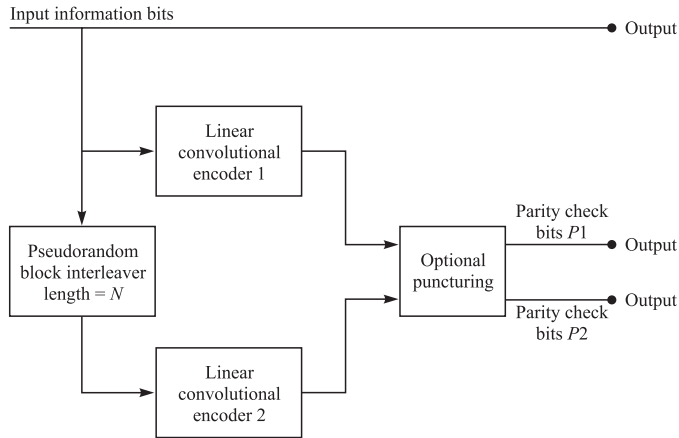 Input information bits
Output
Linear
convolutional
encoder 1
Parity check
bits P1
Pseudorandom
block interleaver
length = N
Optional
puncturing
Output
Output
Parity check
bits P2
Linear
convolutional
encoder 2